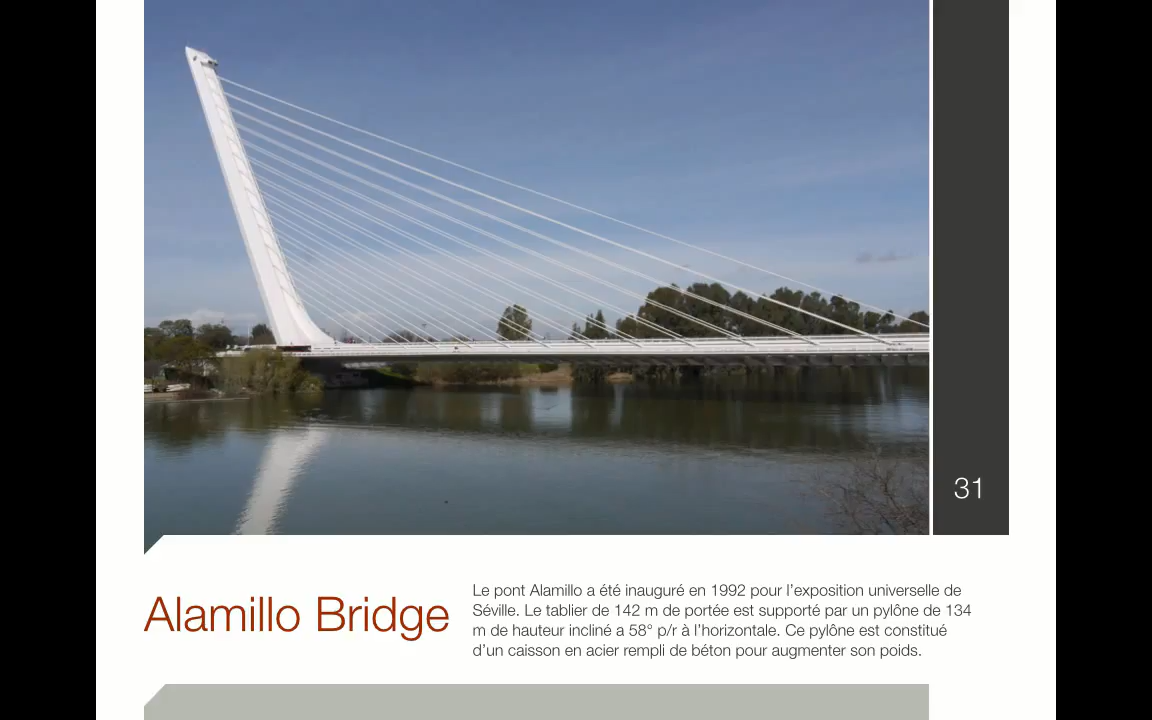 31
Alamillo Bridge
Le pont Alamillo a été inauguré en 1992 pour l’exposition universelle de
Séville. Le tablier de 142 m de portée est supporté par un pylône de 134
m de hauteur incliné a 58° p/r à l’horizontale. Ce pylône est constitué
d’un caisson en acier rempli de béton pour augmenter son poids.